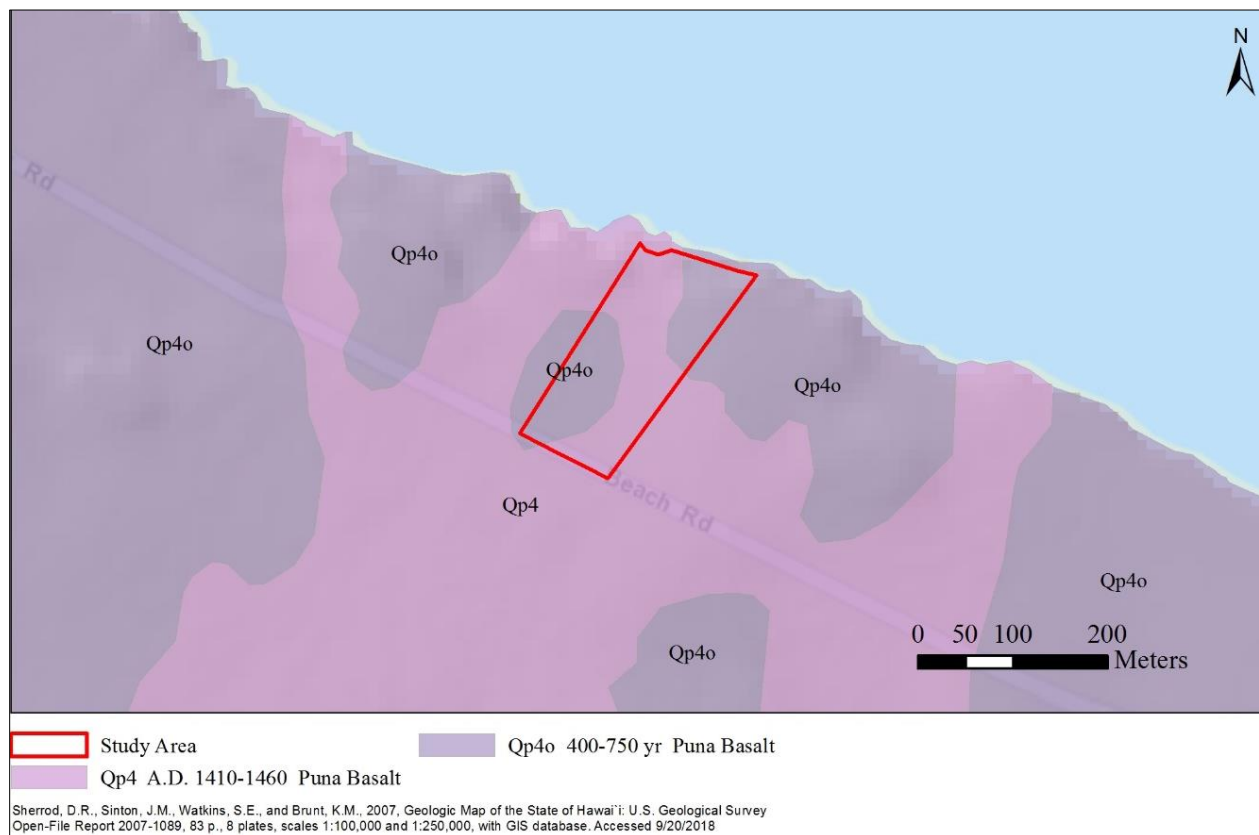 N
Rd
Qp4o
Qp4o
Qp4o
Qp4o
Qp4
Beach Rd
Qp4o
Qp4o
0 50 100 200
Meters
Study Area
Qp4o 400-750 yr Puna Basalt
Qp4 A.D. 1410-1460 Puna Basalt
Sherrod, D.R., Sinton, J.M., Watkins, S.E., and Brunt, K.M., 2007, Geologic Map of the State of Hawai`i: U.S. Geological Survey
Open-File Report 2007-1089, 83 p., 8 plates, scales 1:100,000 and 1:250,000, with GIS database. Accessed 9/20/2018